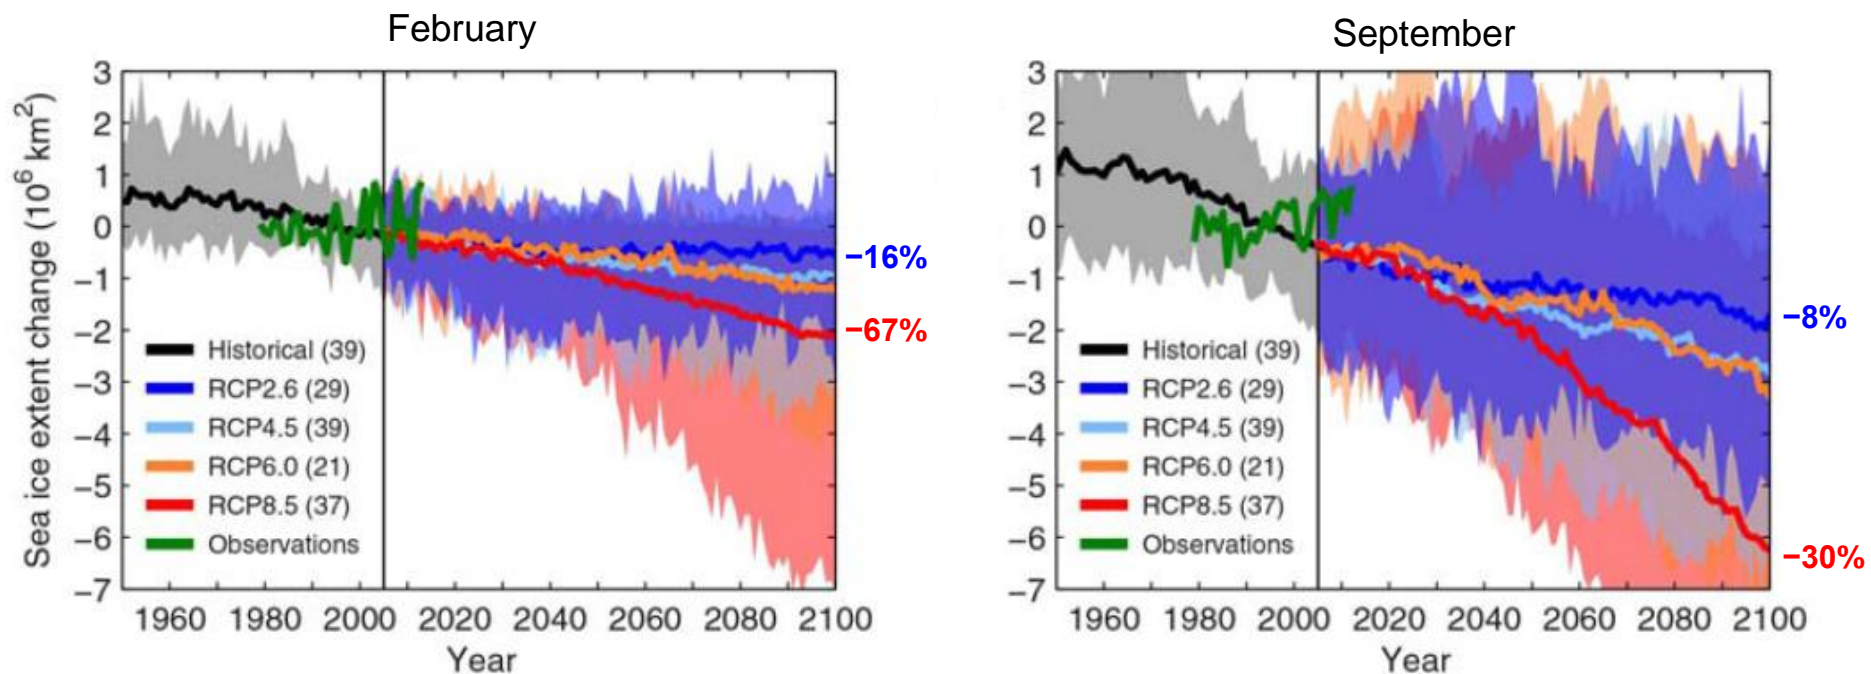 February
Sea ice extent change (10⁶ km²)
3
2
1
0
−1
−2
−3
−4
−5
−6
−7
Historical (39)
RCP2.6 (29)
RCP4.5 (39)
RCP6.0 (21)
RCP8.5 (37)
Observations
−16%
−67%
1960 1980 2000 2020 2040 2060 2080 2100
Year
September
3
2
1
0
−1
−2
−3
−4
−5
−6
−7
Historical (39)
RCP2.6 (29)
RCP4.5 (39)
RCP6.0 (21)
RCP8.5 (37)
Observations
−8%
−30%
1960 1980 2000 2020 2040 2060 2080 2100
Year